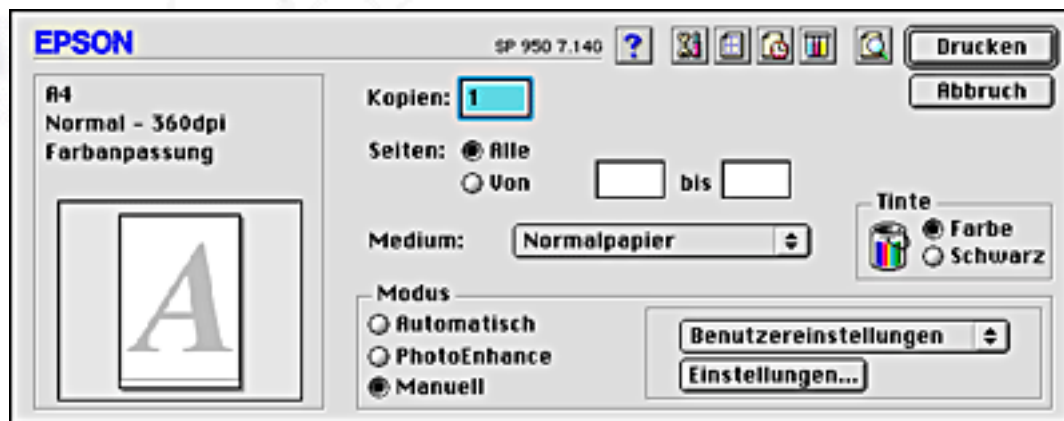 EPSON
SP 950 7.140
?
Drucken
Abbruch
A4
Normal - 360dpi
Farbanpassung
A
Kopien: 1
Seiten: Alle
Von bis
Medium: Normalpapier
Tinte
Farbe
Schwarz
Modus
Automatisch
PhotoEnhance
Manuell
Benutzereinstellungen
Einstellungen...